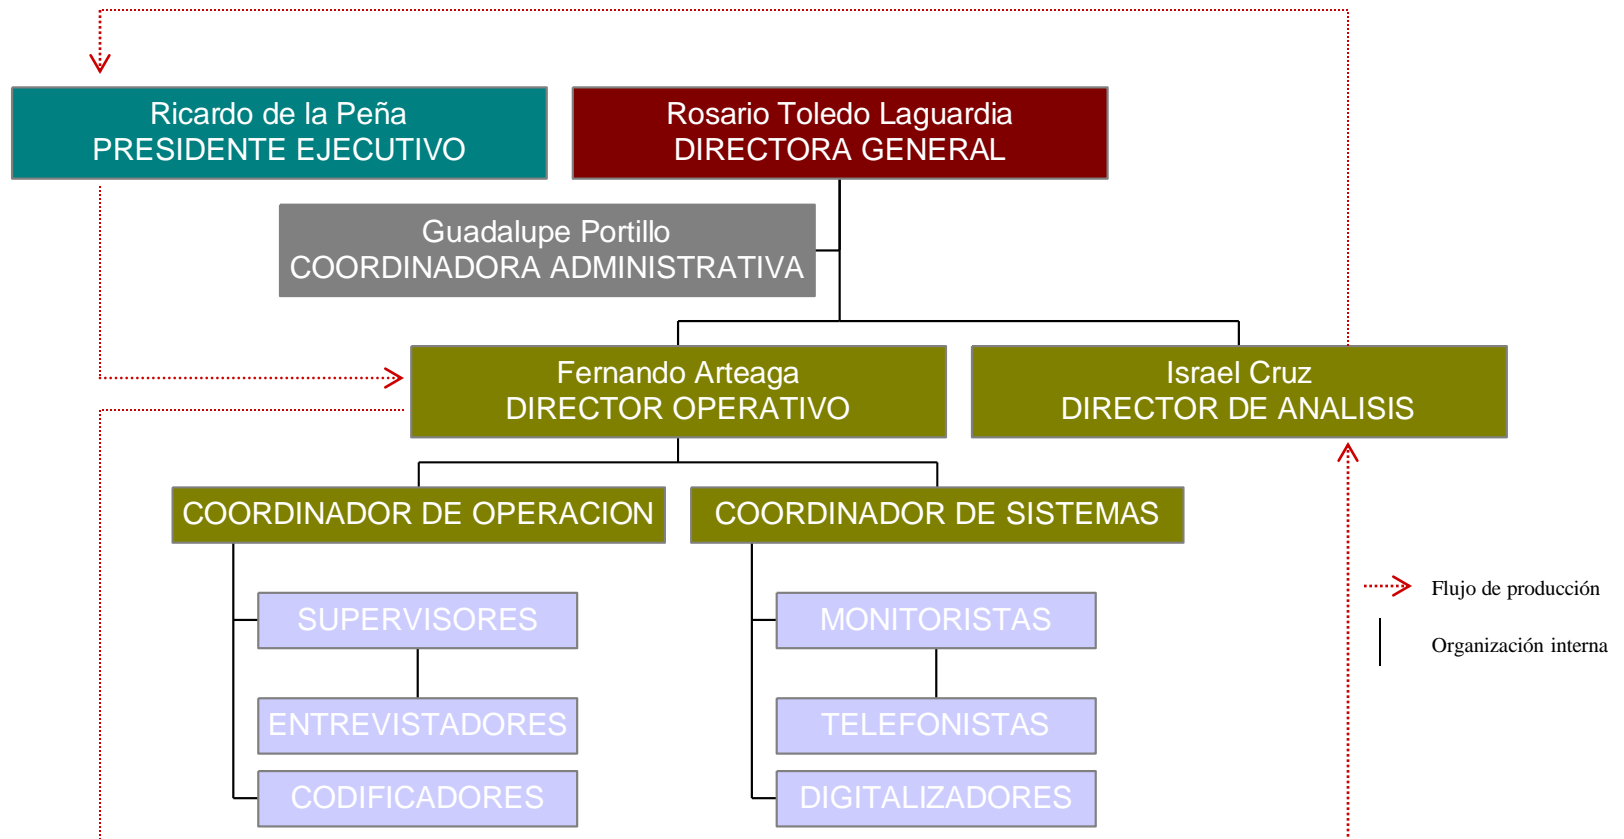 Ricardo de la Peña
PRESIDENTE EJECUTIVO
Rosario Toledo Laguardia
DIRECTORA GENERAL
Guadalupe Portillo
COORDINADORA ADMINISTRATIVA
Fernando Arteaga
DIRECTOR OPERATIVO
Israel Cruz
DIRECTOR DE ANALISIS
COORDINADOR DE OPERACION
COORDINADOR DE SISTEMAS
SUPERVISORES
MONITORISTAS
ENTREVISTADORES
TELEFONISTAS
CODIFICADORES
DIGITALIZADORES
Flujo de producción
Organización interna